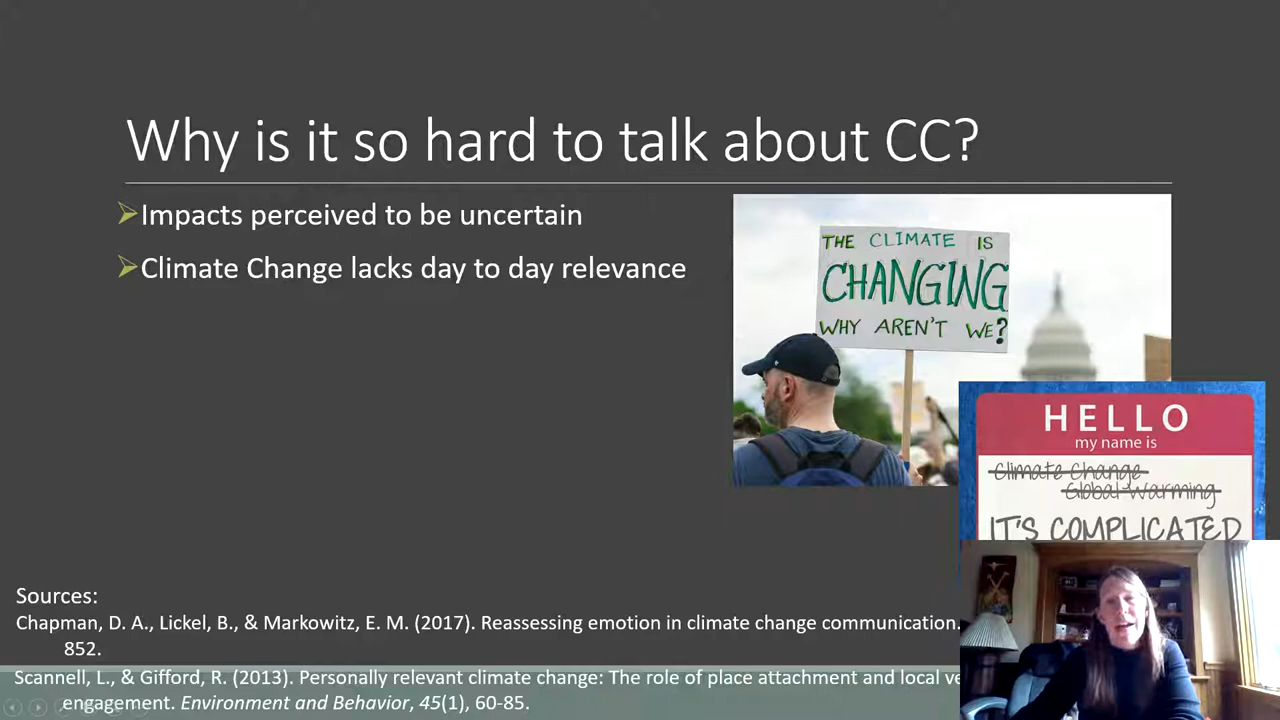 Why is it so hard to talk about CC?
Impacts perceived to be uncertain
Climate Change lacks day to day relevance
THE CLIMATE IS
CHANGING
WHY AREN'T WE?
HELLO
my name is
Climate Change
Global Warming
IT'S COMPLICATED
Sources:
Chapman, D. A., Lickel, B., & Markowitz, E. M. (2017). Reassessing emotion in climate change communication.
852.
Scannell, L., & Gifford, R. (2013). Personally relevant climate change: The role of place attachment and local
engagement. Environment and Behavior, 45(1), 60-85.